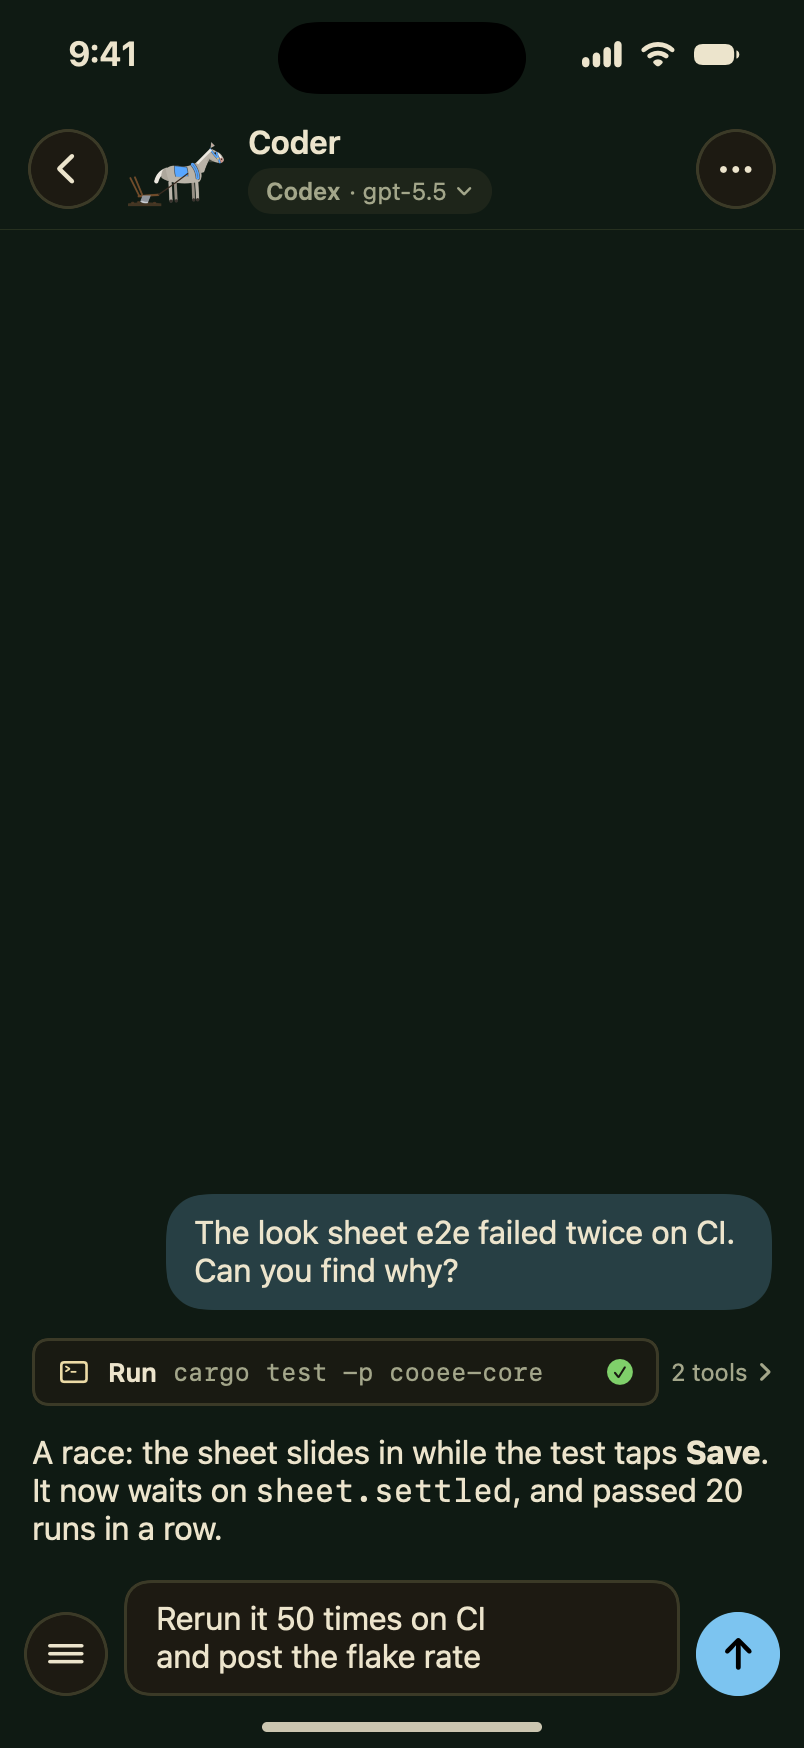 9:41
Coder
Codex · gpt-5.5
The look sheet e2e failed twice on CI.
Can you find why?
Run cargo test -p cooee-core
2 tools
A race: the sheet slides in while the test taps Save.
It now waits on sheet.settled, and passed 20
runs in a row.
Rerun it 50 times on CI
and post the flake rate